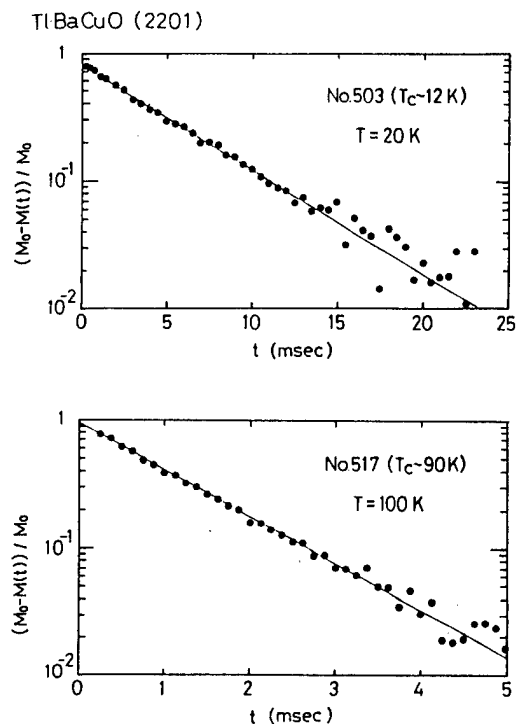 Tl·BaCuO (2201)
No.503 (Tc~12 K)
T = 20 K
(M₀-M(t)) / M₀
1
10⁻¹
10⁻²
0 5 10 15 20 25
t (msec)
No.517 (Tc~90K)
T = 100 K
(M₀-M(t)) / M₀
1
10⁻¹
10⁻²
0 1 2 3 4 5
t (msec)